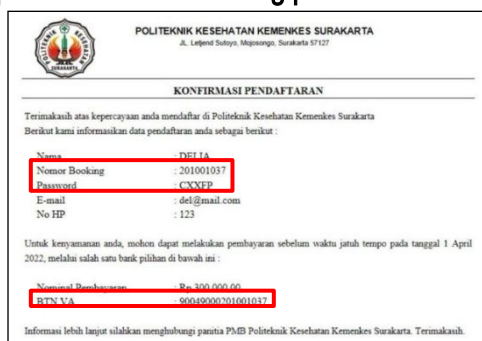 POLITEKNIK KESEHATAN KEMENKES SURAKARTA
JL. Letjend Sutoyo, Mojosongo, Surakarta 57127
KONFIRMASI PENDAFTARAN
Terimakasih atas kepercayaan anda mendaftar di Politeknik Kesehatan Kemenkes Surakarta
Berikut kami informasikan data pendaftaran anda sebagai berikut :
Nama : DELIA
Nomor Booking : 201001037
Password : CXXFP
E-mail : del@mail.com
No HP : 123
Untuk kenyamanan anda, mohon dapat melakukan pembayaran sebelum waktu jatuh tempo pada tanggal 1 April
2022, melalui salah satu bank pilihan di bawah ini :
Nominal Pembayaran : Rp 300.000,00
BTN VA : 90049000201001037
Informasi lebih lanjut silahkan menghubungi panitia PMB Politeknik Kesehatan Kemenkes Surakarta. Terimakasih.